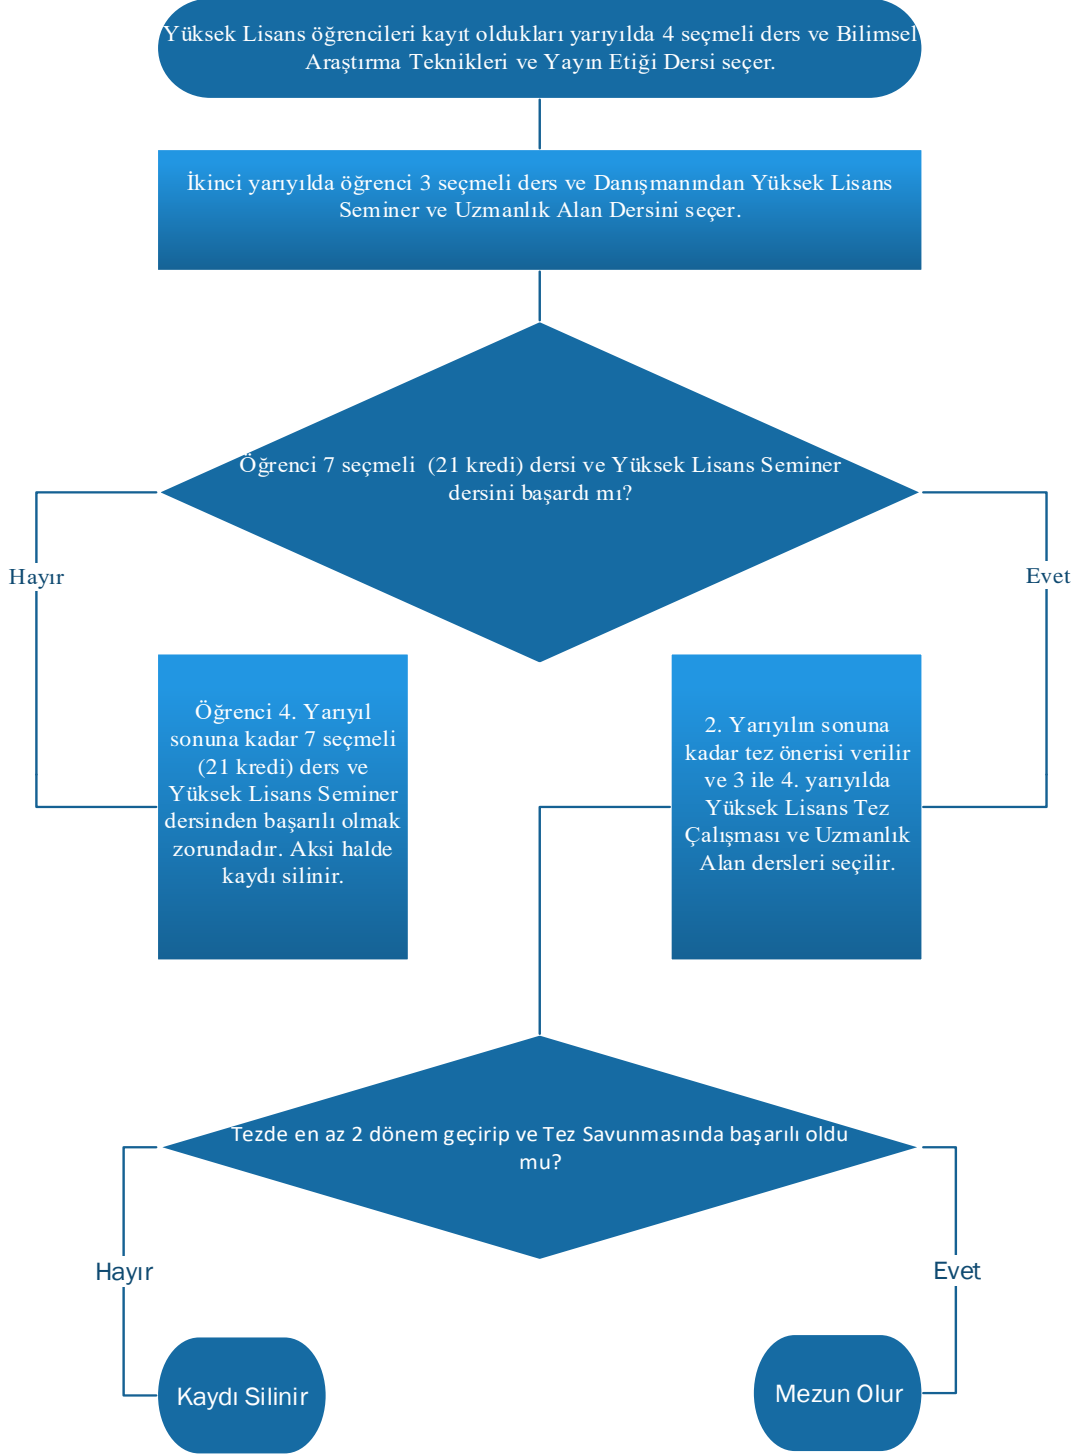 Yüksek Lisans öğrencileri kayıt oldukları yarıyılda 4 seçmeli ders ve Bilimsel
Araştırma Teknikleri ve Yayın Etiği Dersi seçer.
İkinci yarıyılda öğrenci 3 seçmeli ders ve Danışmanından Yüksek Lisans
Seminer ve Uzmanlık Alan Dersini seçer.
Öğrenci 7 seçmeli (21 kredi) dersi ve Yüksek Lisans Seminer
dersini başardı mı?
Hayır
Evet
Öğrenci 4. Yarıyıl
sonuna kadar 7 seçmeli
(21 kredi) ders ve
Yüksek Lisans Seminer
dersinden başarılı olmak
zorundadır. Aksi halde
kaydı silinir.
2. Yarıyılın sonuna
kadar tez önerisi verilir
ve 3 ile 4. yarıyılda
Yüksek Lisans Tez
Çalışması ve Uzmanlık
Alan dersleri seçilir.
Tezde en az 2 dönem geçirip ve Tez Savunmasında başarılı oldu
mu?
Hayır
Evet
Kaydı Silinir
Mezun Olur